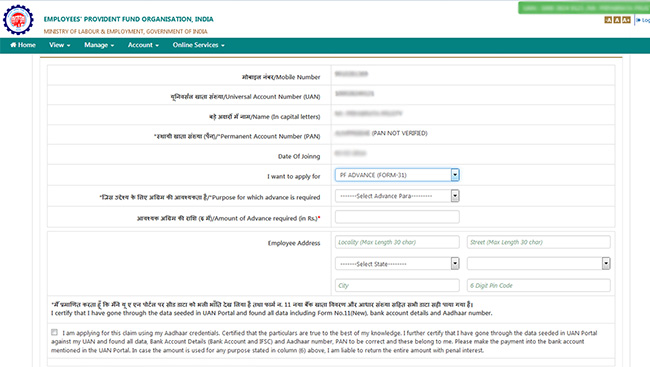 EMPLOYEES' PROVIDENT FUND ORGANISATION, INDIA
MINISTRY OF LABOUR & EMPLOYMENT, GOVERNMENT OF INDIA
A A A+
Log
Home View Manage Account Online Services
मोबाइल नंबर/Mobile Number
यूनिवर्सल खाता संख्या/Universal Account Number (UAN)
बड़े अक्षरों में नाम/Name (In capital letters)
*स्थायी खाता संख्या (पैन)/*Permanent Account Number (PAN)
(PAN NOT VERIFIED)
Date Of Joinng
I want to apply for
PF ADVANCE (FORM-31)
*जिस उद्देश्य के लिए अग्रिम की आवश्यकता है/*Purpose for which advance is required
-------Select Advance Para---------
आवश्यक अग्रिम की राशि (रु में)/Amount of Advance required (in Rs.)*
Employee Address
Locality (Max Length 30 char)
Street (Max Length 30 char)
-------Select State--------
City
6 Digit Pin Code
*मैं प्रमाणित करता हूँ कि मैंने यू ए एन पोर्टल पर सीड डाटा को भली भाँति देख लिया है तथा फार्म न. 11 नया बैंक खाता विवरण और आधार संख्या सहित सभी डाटा सही पाया गया है।
I certify that I have gone through the data seeded in UAN Portal and found all data including Form No.11(New), bank account details and Aadhaar number.
I am applying for this claim using my Aadhaar credentials. Certified that the particulars are true to the best of my knowledge. I further certify that I have gone through the data seeded in UAN Portal
against my UAN and found all data, Bank Account Details (Bank Account and IFSC) and Aadhaar number, PAN to be correct and these belong to me. Please make the payment into the bank account
mentioned in the UAN Portal. In case the amount is used for any purpose stated in column (6) above, I am liable to return the entire amount with penal interest.